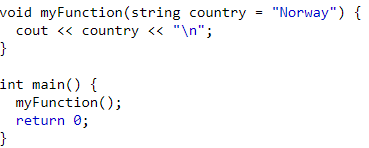 void myFunction(string country = "Norway") {
  cout << country << "\n";
}

int main() {
  myFunction();
  return 0;
}